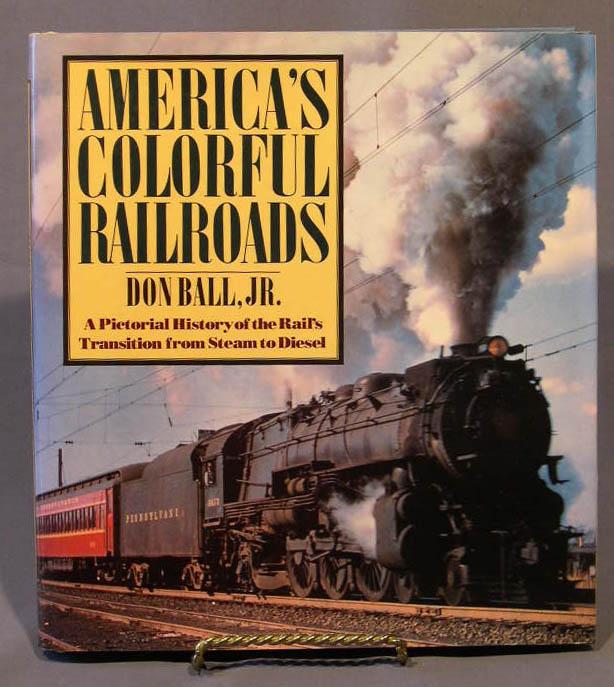 AMERICA'S
COLORFUL
RAILROADS
DON BALL, JR.
A Pictorial History of the Rail's
Transition from Steam to Diesel
PENNSYLVANIA